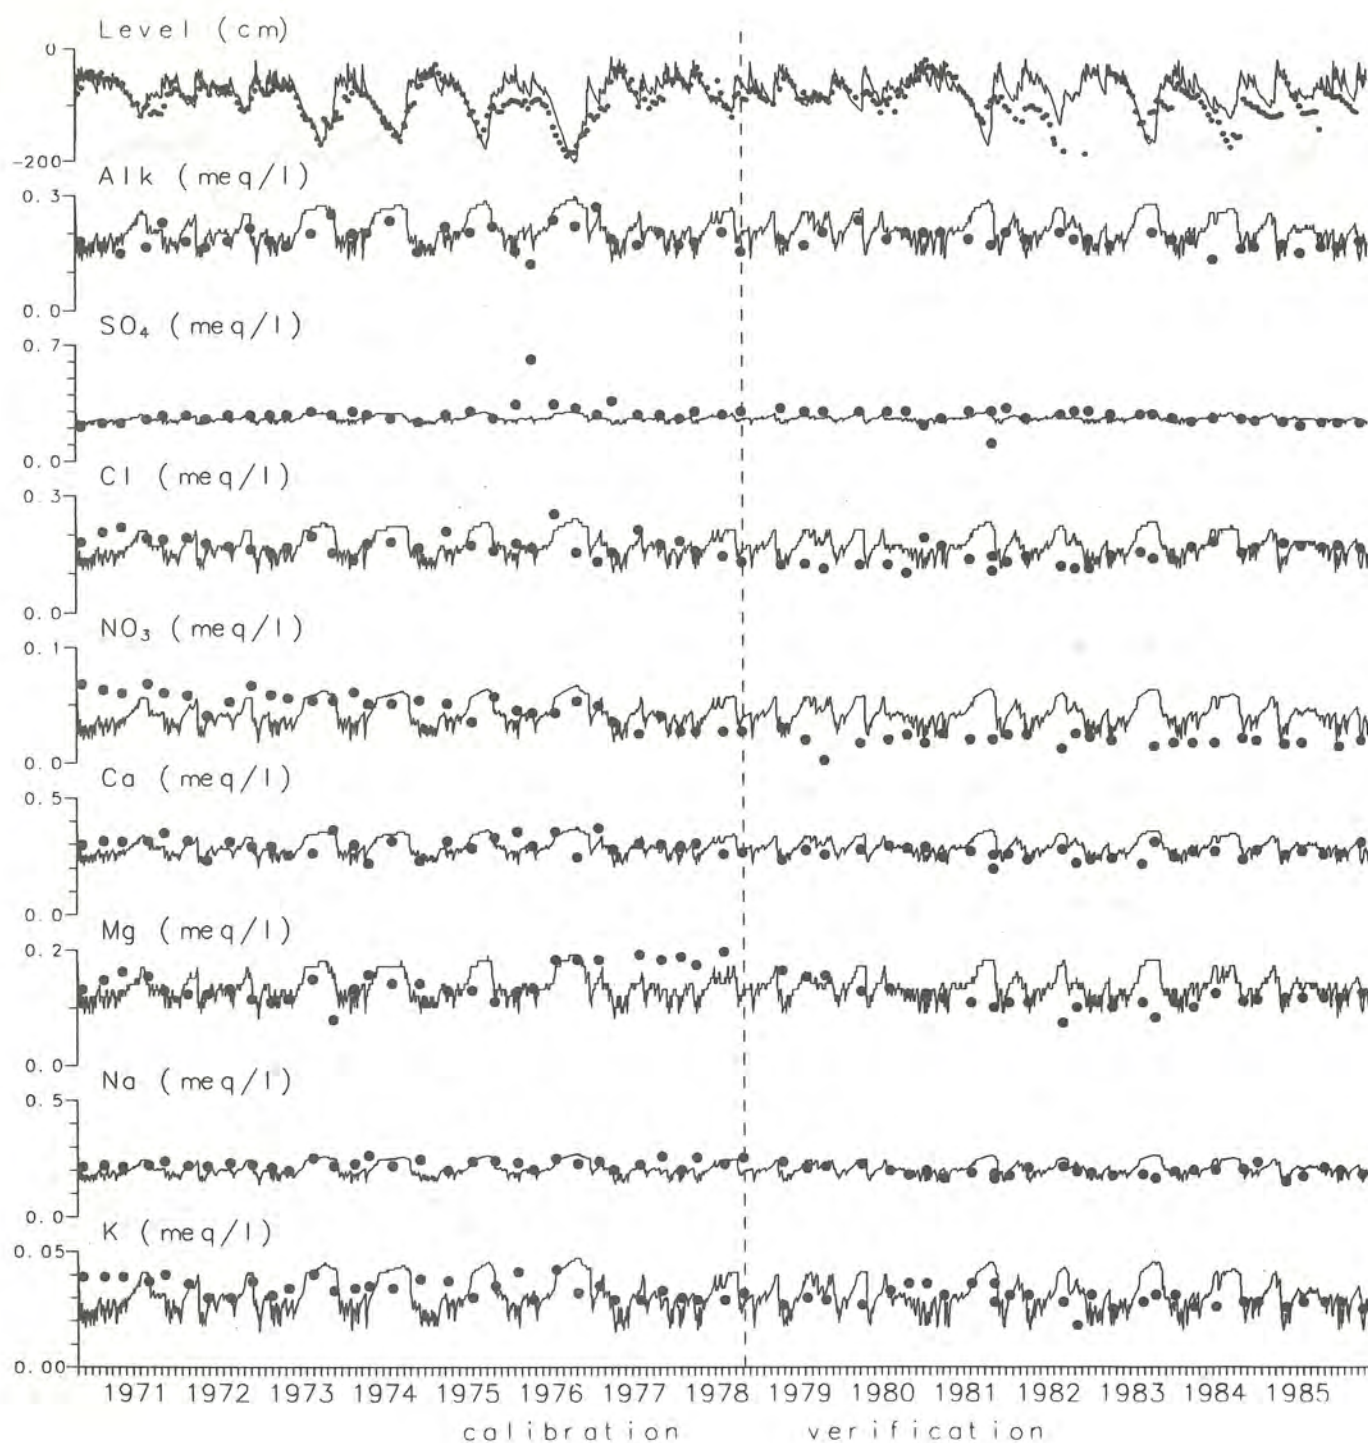 Level (cm)
0
-200
Alk (meq/l)
0.3
0.0
SO₄ (meq/l)
0.7
0.0
Cl (meq/l)
0.3
0.0
NO₃ (meq/l)
0.1
0.0
Ca (meq/l)
0.5
0.0
Mg (meq/l)
0.2
0.0
Na (meq/l)
0.5
0.0
K (meq/l)
0.05
0.00
1971 1972 1973 1974 1975 1976 1977 1978 1979 1980 1981 1982 1983 1984 1985
calibration verification